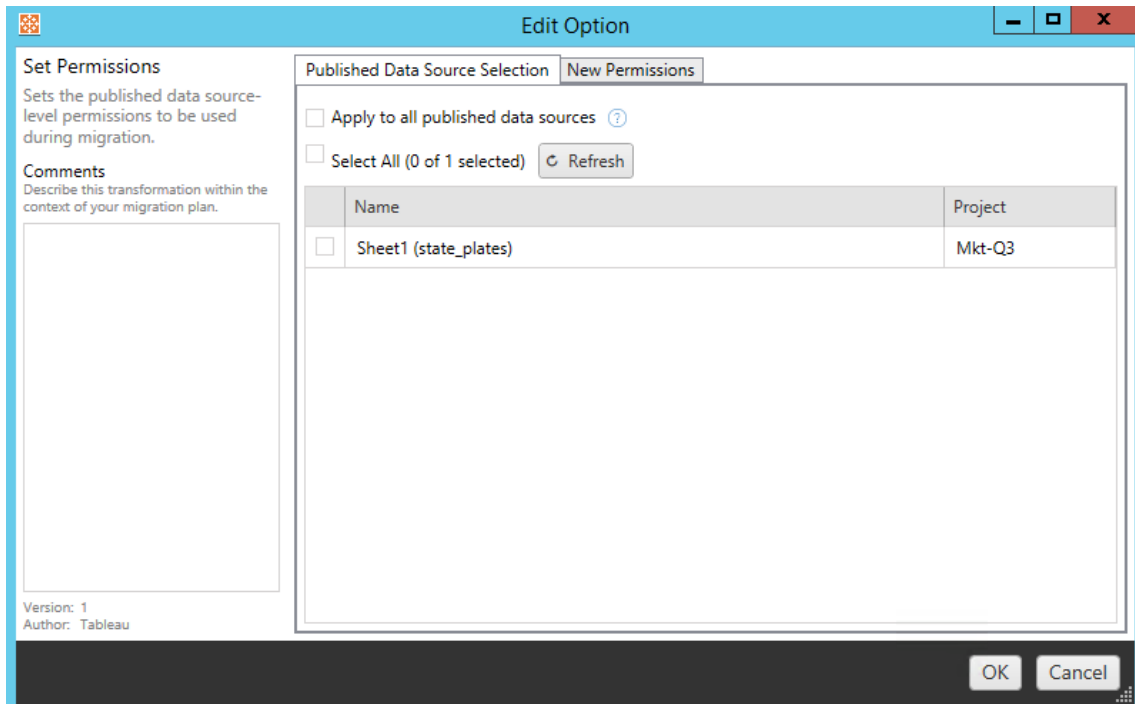 Edit Option
Set Permissions
Sets the published data source-
level permissions to be used
during migration.
Comments
Describe this transformation within the
context of your migration plan.
Version: 1
Author: Tableau
Published Data Source Selection
New Permissions
Apply to all published data sources ?
Select All (0 of 1 selected)
Refresh
Name Project
Sheet1 (state_plates) Mkt-Q3
OK
Cancel